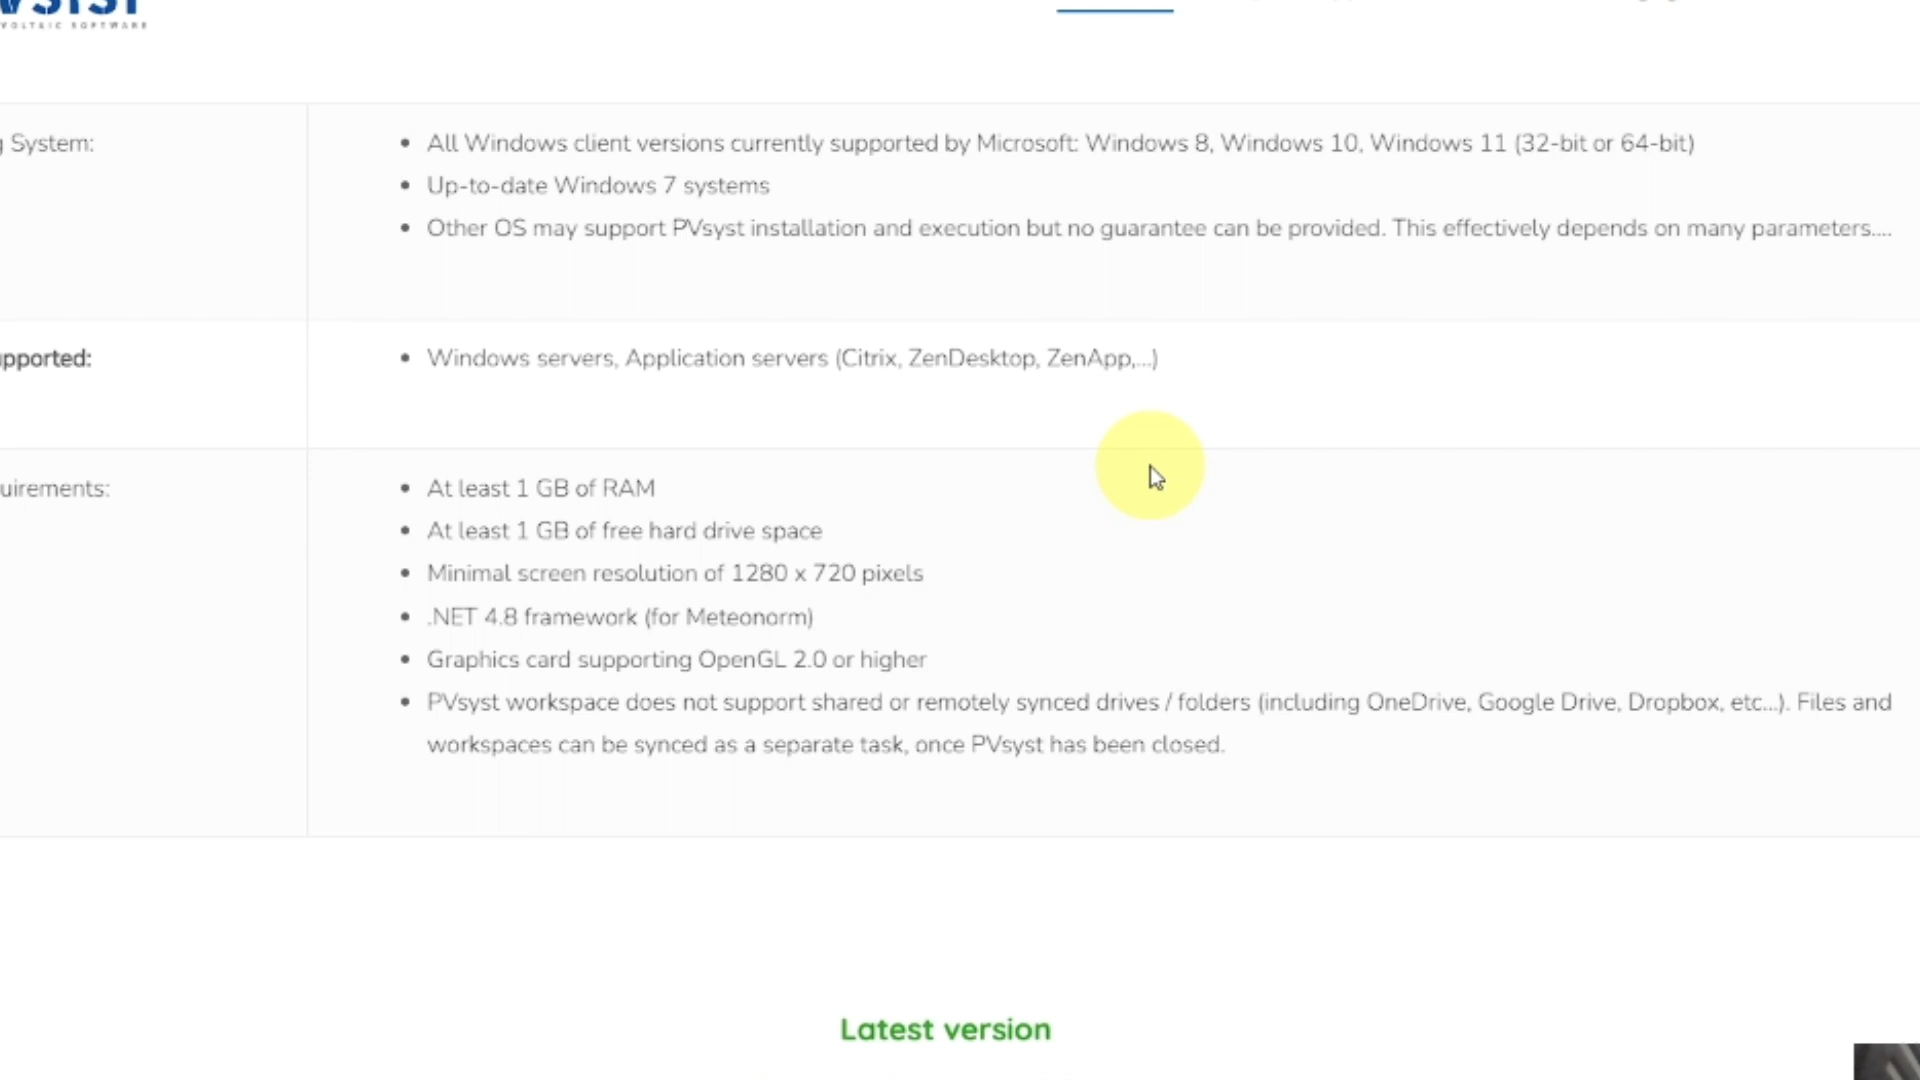 VOLTAIC SOFTWARE
g System:
All Windows client versions currently supported by Microsoft: Windows 8, Windows 10, Windows 11 (32-bit or 64-bit)
Up-to-date Windows 7 systems
Other OS may support PVsyst installation and execution but no guarantee can be provided. This effectively depends on many parameters....
pported:
Windows servers, Application servers (Citrix, ZenDesktop, ZenApp,...)
uirements:
At least 1 GB of RAM
At least 1 GB of free hard drive space
Minimal screen resolution of 1280 x 720 pixels
.NET 4.8 framework (for Meteonorm)
Graphics card supporting OpenGL 2.0 or higher
PVsyst workspace does not support shared or remotely synced drives / folders (including OneDrive, Google Drive, Dropbox, etc...). Files and
workspaces can be synced as a separate task, once PVsyst has been closed.
Latest version